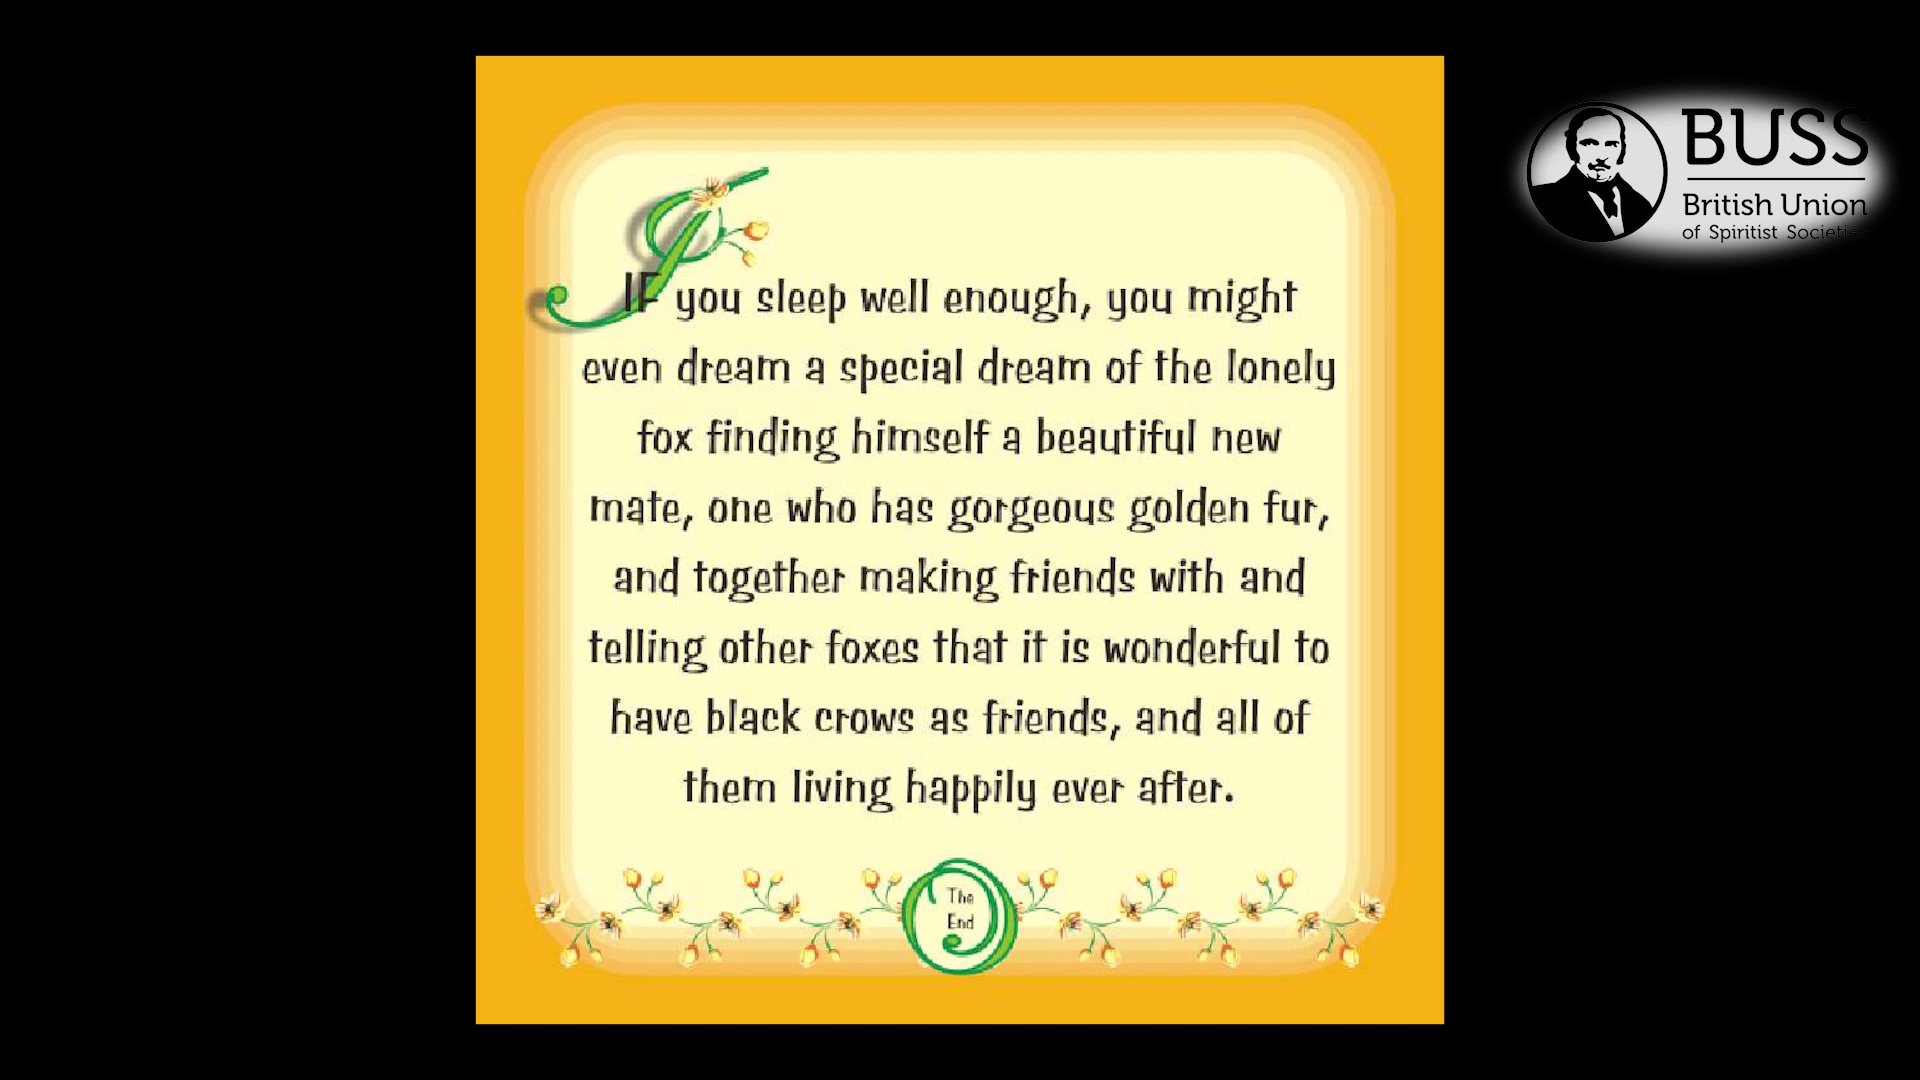 IF you sleep well enough, you might
even dream a special dream of the lonely
fox finding himself a beautiful new
mate, one who has gorgeous golden fur,
and together making friends with and
telling other foxes that it is wonderful to
have black crows as friends, and all of
them living happily ever after.
The
End
BUSS
British Union
of Spiritist Societies